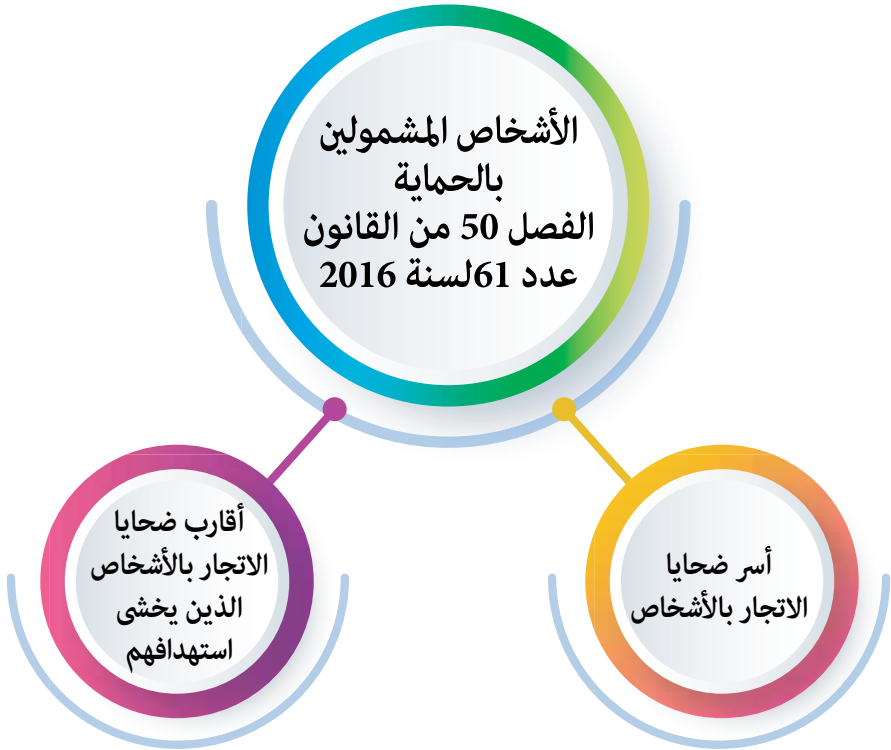 الأشخاص المشمولين
بالحماية
الفصل 50 من القانون
عدد 61لسنة 2016
أسر ضحايا
الاتجار بالأشخاص
أقارب ضحايا
الاتجار بالأشخاص
الذين يخشى
استهدافهم